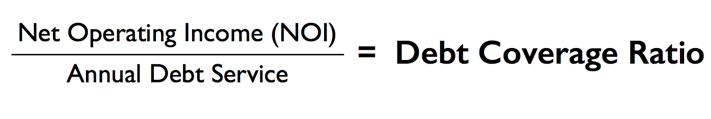 Net Operating Income (NOI)
Annual Debt Service
= Debt Coverage Ratio